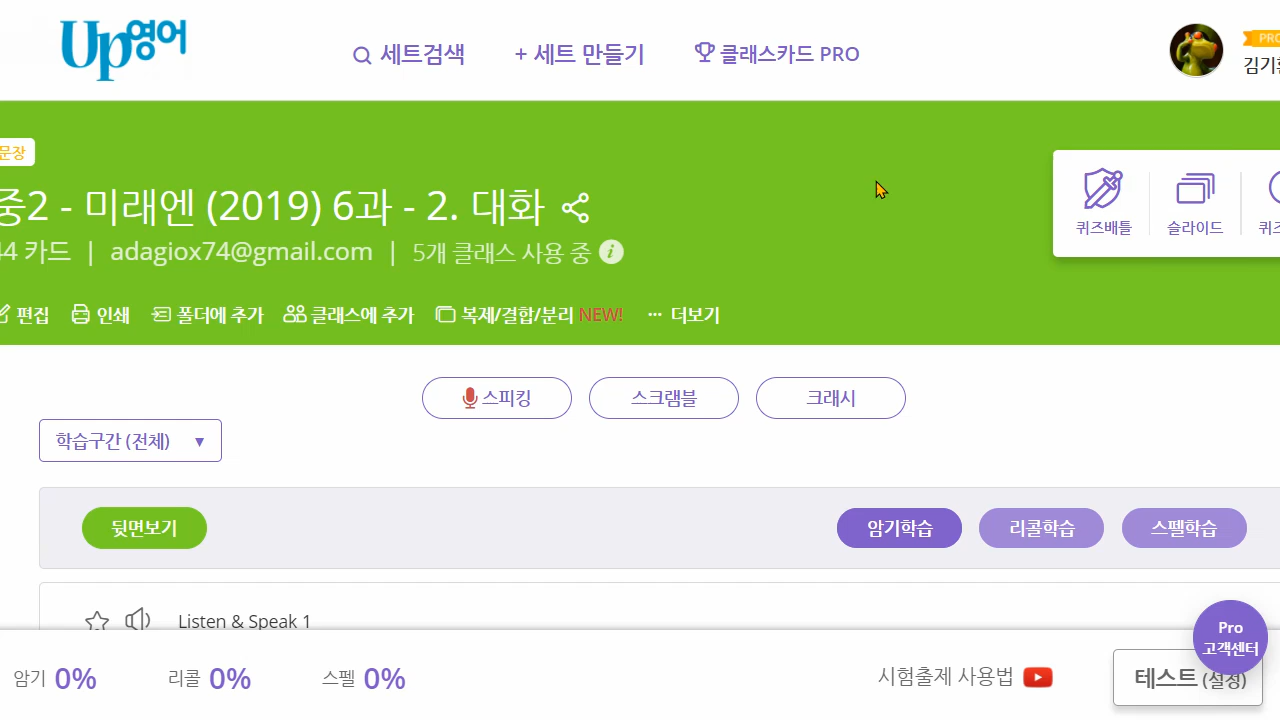 Up영어
세트검색
+ 세트 만들기
클래스카드 PRO
PRO
김기
문장
중2 - 미래엔 (2019) 6과 - 2. 대화
44 카드 | adagiox74@gmail.com | 5개 클래스 사용 중
퀴즈배틀
슬라이드
퀴즈
편집
인쇄
폴더에 추가
클래스에 추가
복제/결합/분리 NEW!
더보기
스피킹
스크램블
크래시
학습구간 (전체)
뒷면보기
암기학습
리콜학습
스펠학습
Listen & Speak 1
암기 0%
리콜 0%
스펠 0%
시험출제 사용법
Pro
고객센터
테스트 (설정)